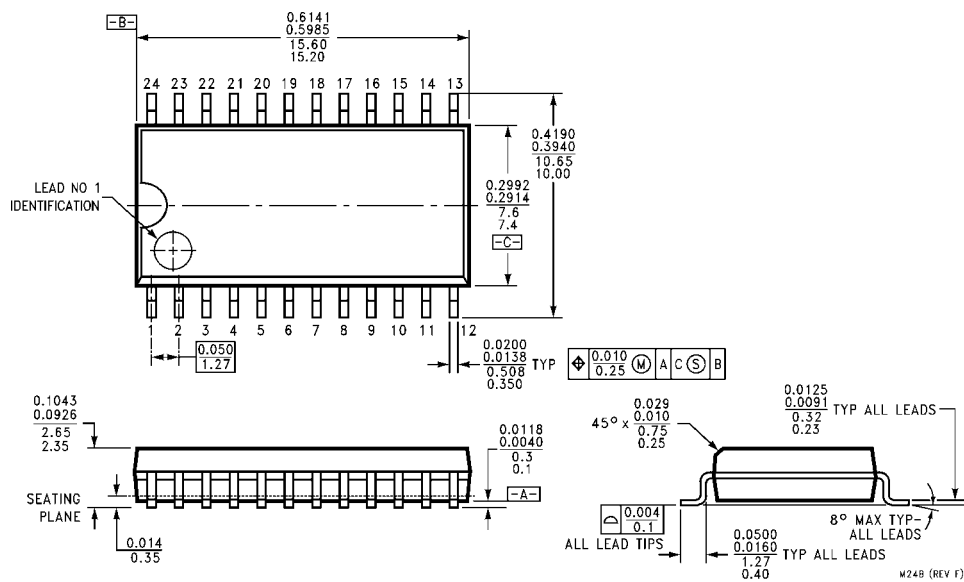 -B-
0.6141
0.5985
15.60
15.20
24 23 22 21 20 19 18 17 16 15 14 13
0.4190
0.3940
10.65
10.00
0.2992
0.2914
7.6
7.4
-C-
LEAD NO 1
IDENTIFICATION
1 2 3 4 5 6 7 8 9 10 11 12
0.050
1.27
0.0200
0.0138
0.508
0.350
TYP
⌖ 0.010
0.25
Ⓜ A C Ⓢ B
0.1043
0.0926
2.65
2.35
0.0118
0.0040
0.3
0.1
-A-
SEATING
PLANE
0.014
0.35
45° x
0.029
0.010
0.75
0.25
0.0125
0.0091
0.32
0.23
TYP ALL LEADS
0.004
0.1
ALL LEAD TIPS
0.0500
0.0160
1.27
0.40
TYP ALL LEADS
8° MAX TYP-
ALL LEADS
M24B (REV F)